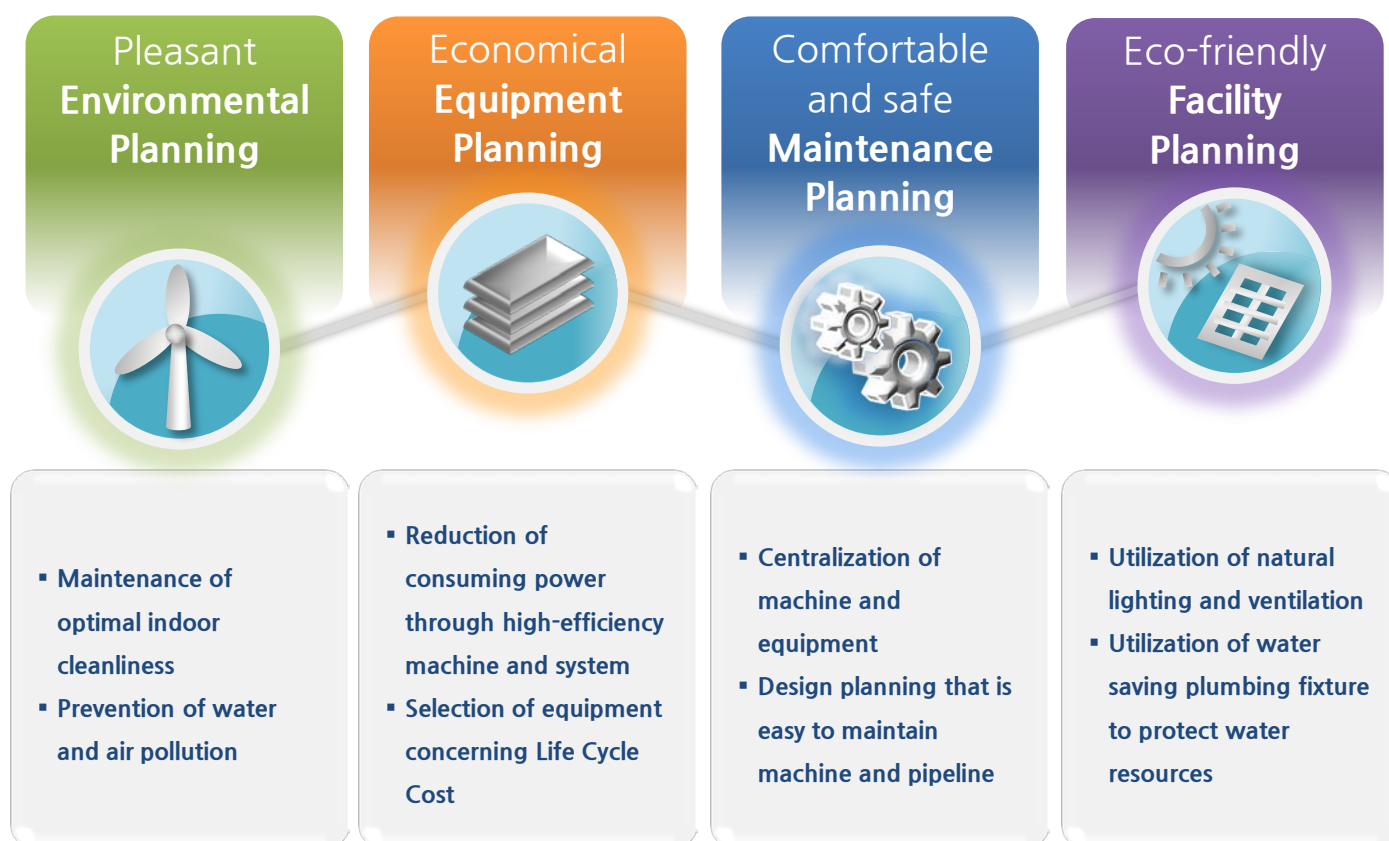 Pleasant
Environmental
Planning
Economical
Equipment
Planning
Comfortable
and safe
Maintenance
Planning
Eco-friendly
Facility
Planning
▪ Maintenance of
optimal indoor
cleanliness
▪ Prevention of water
and air pollution
▪ Reduction of
consuming power
through high-efficiency
machine and system
▪ Selection of equipment
concerning Life Cycle
Cost
▪ Centralization of
machine and
equipment
▪ Design planning that is
easy to maintain
machine and pipeline
▪ Utilization of natural
lighting and ventilation
▪ Utilization of water
saving plumbing fixture
to protect water
resources